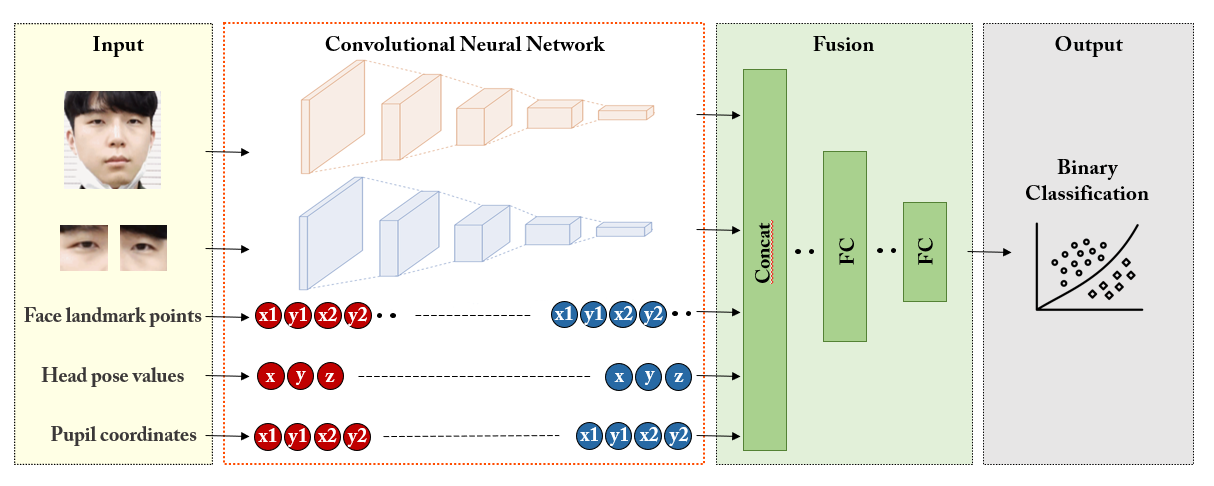 Input
Convolutional Neural Network
Fusion
Output
Concat
FC
FC
Binary
Classification
Face landmark points
x1 y1 x2 y2
x1 y1 x2 y2
Head pose values
x y z
x y z
Pupil coordinates
x1 y1 x2 y2
x1 y1 x2 y2